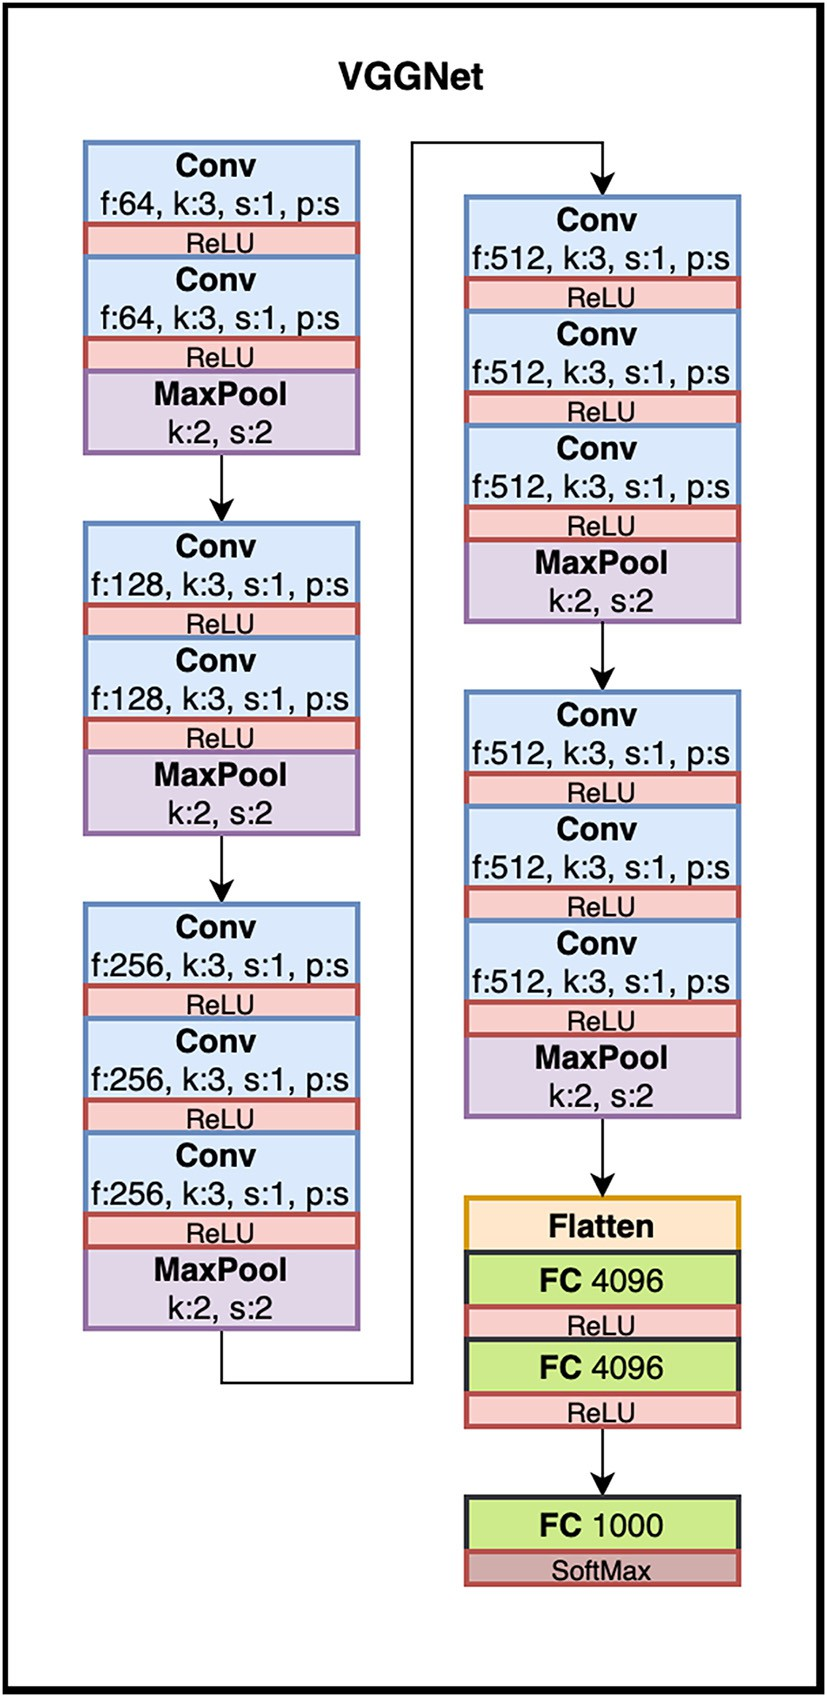 VGGNet
Conv
f:64, k:3, s:1, p:s
ReLU
Conv
f:64, k:3, s:1, p:s
ReLU
MaxPool
k:2, s:2
Conv
f:128, k:3, s:1, p:s
ReLU
Conv
f:128, k:3, s:1, p:s
ReLU
MaxPool
k:2, s:2
Conv
f:256, k:3, s:1, p:s
ReLU
Conv
f:256, k:3, s:1, p:s
ReLU
Conv
f:256, k:3, s:1, p:s
ReLU
MaxPool
k:2, s:2
Conv
f:512, k:3, s:1, p:s
ReLU
Conv
f:512, k:3, s:1, p:s
ReLU
Conv
f:512, k:3, s:1, p:s
ReLU
MaxPool
k:2, s:2
Conv
f:512, k:3, s:1, p:s
ReLU
Conv
f:512, k:3, s:1, p:s
ReLU
Conv
f:512, k:3, s:1, p:s
ReLU
MaxPool
k:2, s:2
Flatten
FC 4096
ReLU
FC 4096
ReLU
FC 1000
SoftMax